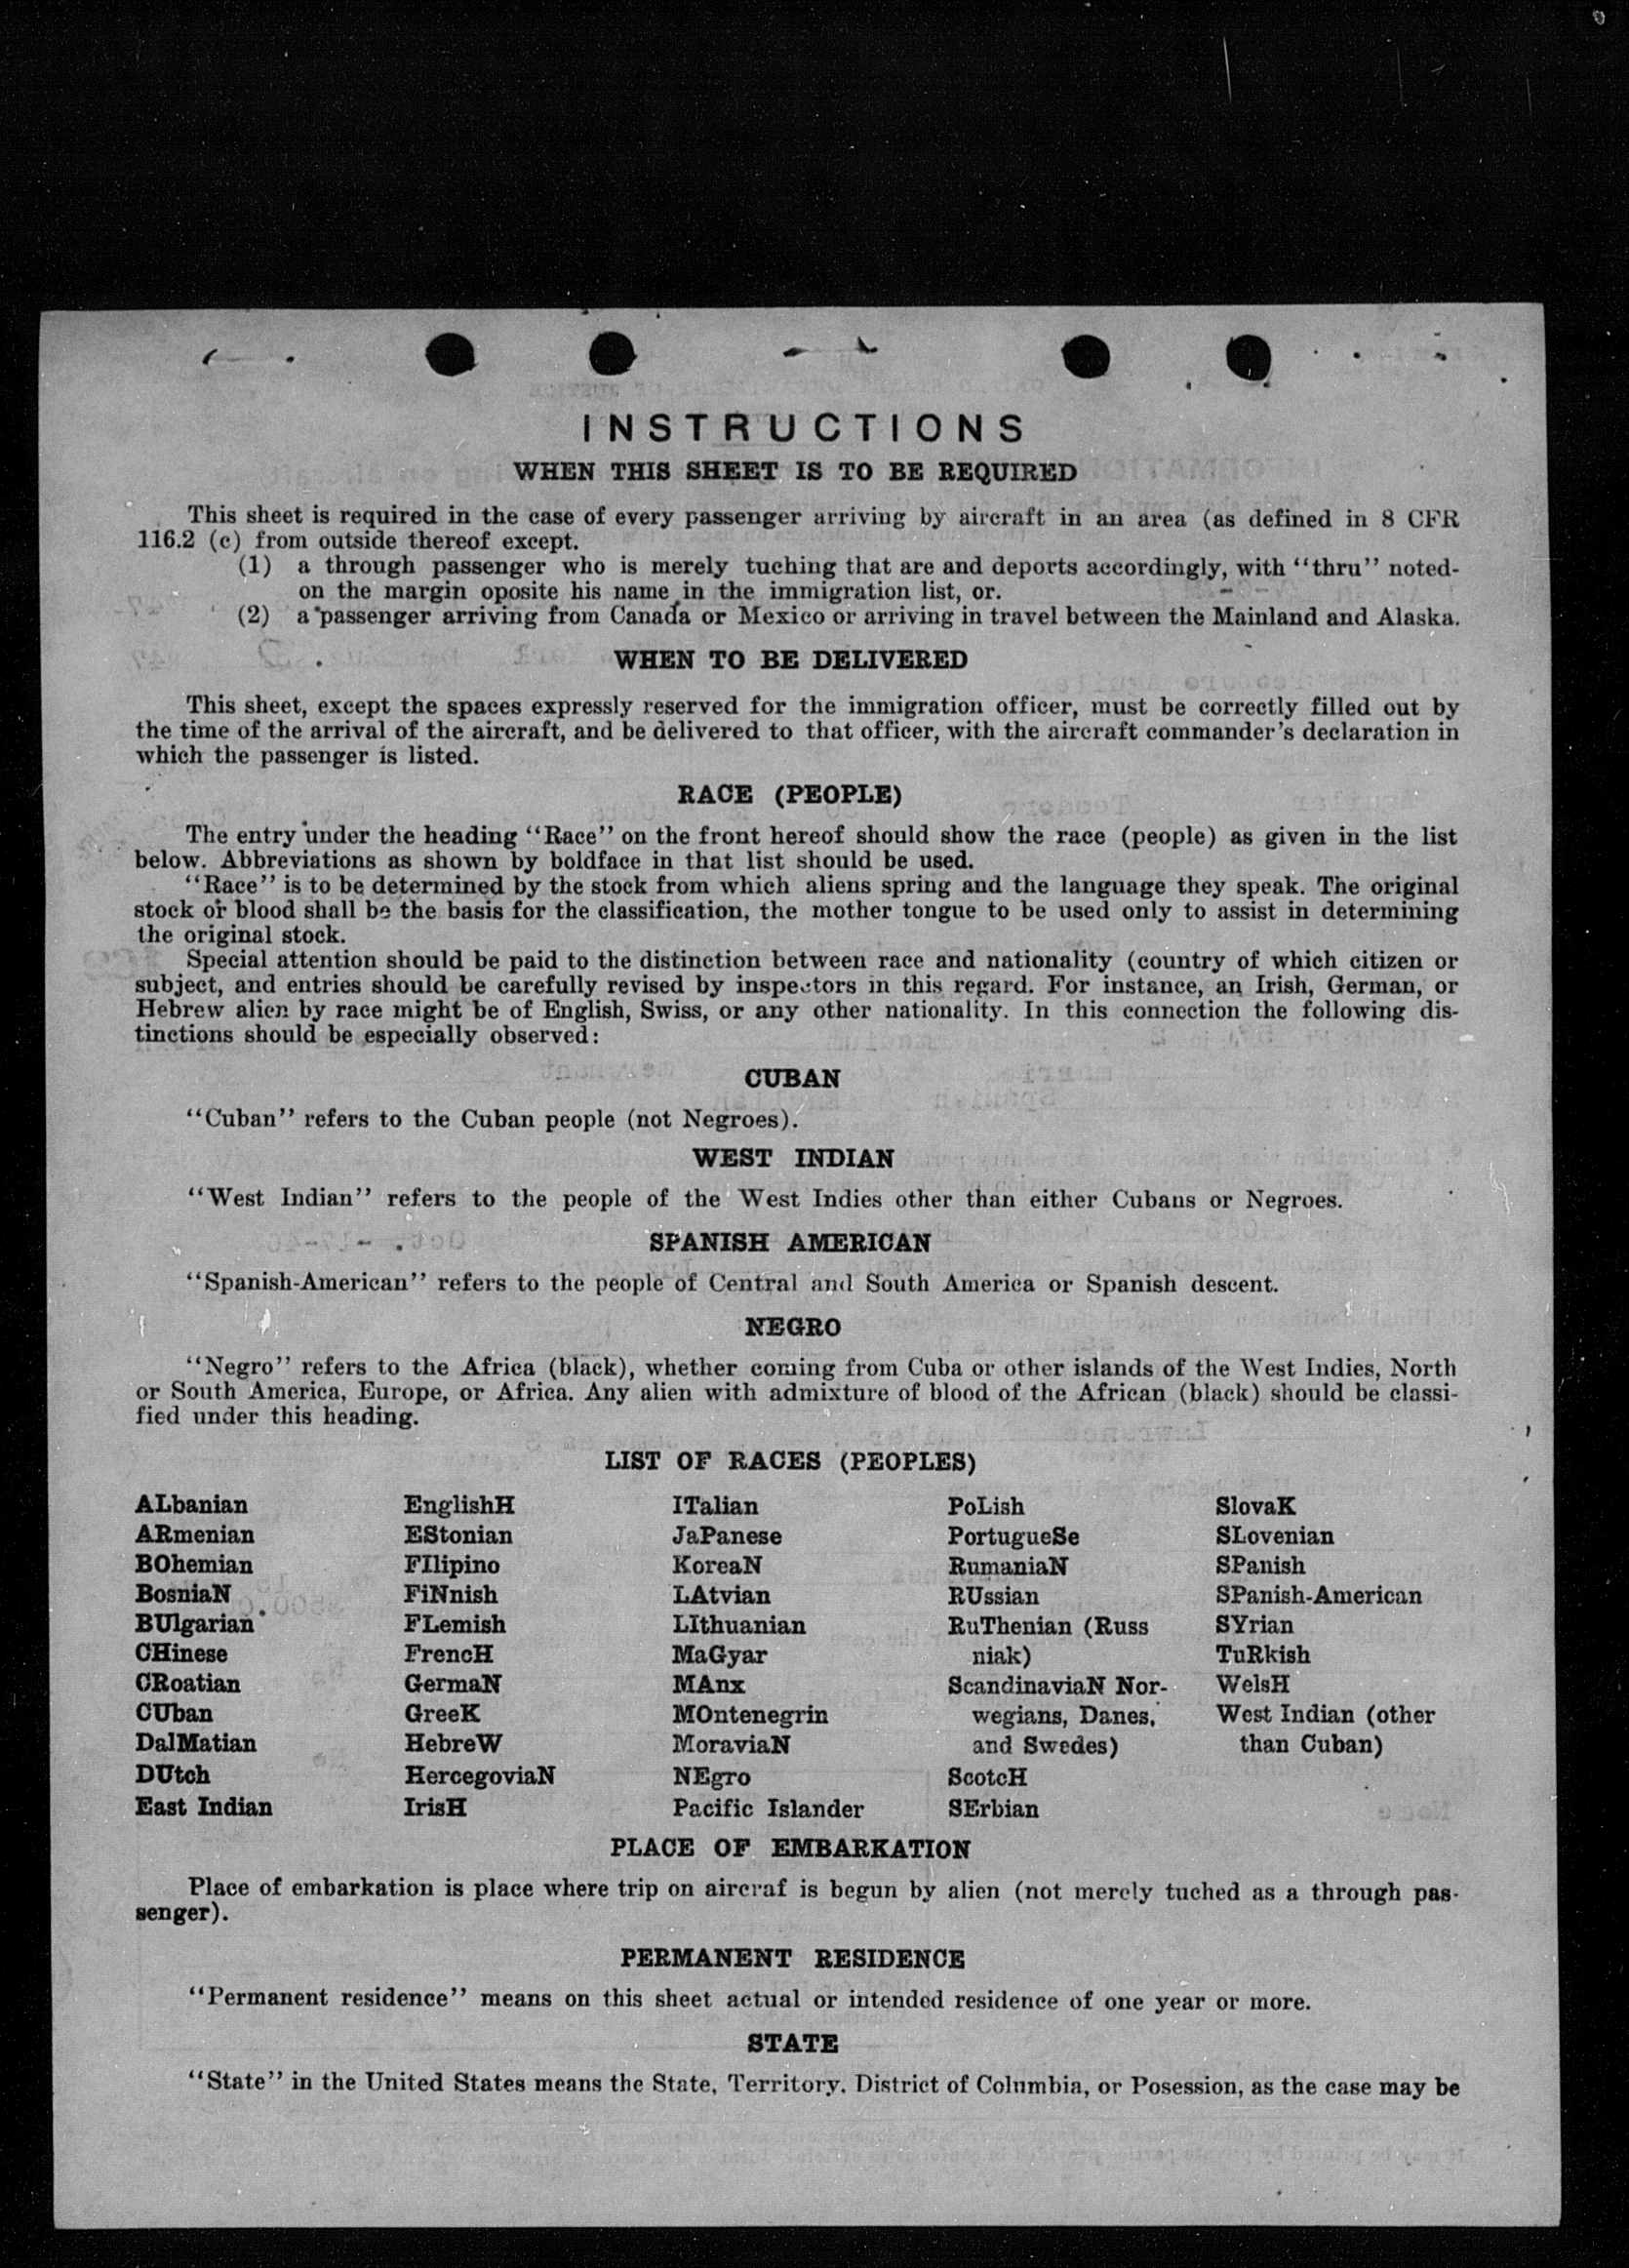 INSTRUCTIONS
WHEN THIS SHEET IS TO BE REQUIRED
This sheet is required in the case of every passenger arriving by aircraft in an area (as defined in 8 CFR
116.2 (c) from outside thereof except.
(1) a through passenger who is merely tuching that are and deports accordingly, with "thru" noted-
on the margin oposite his name in the immigration list, or.
(2) a passenger arriving from Canada or Mexico or arriving in travel between the Mainland and Alaska.
WHEN TO BE DELIVERED
This sheet, except the spaces expressly reserved for the immigration officer, must be correctly filled out by
the time of the arrival of the aircraft, and be delivered to that officer, with the aircraft commander's declaration in
which the passenger is listed.
RACE (PEOPLE)
The entry under the heading "Race" on the front hereof should show the race (people) as given in the list
below. Abbreviations as shown by boldface in that list should be used.
"Race" is to be determined by the stock from which aliens spring and the language they speak. The original
stock or blood shall be the basis for the classification, the mother tongue to be used only to assist in determining
the original stock.
Special attention should be paid to the distinction between race and nationality (country of which citizen or
subject, and entries should be carefully revised by inspectors in this regard. For instance, an Irish, German, or
Hebrew alien by race might be of English, Swiss, or any other nationality. In this connection the following dis-
tinctions should be especially observed:
CUBAN
"Cuban" refers to the Cuban people (not Negroes).
WEST INDIAN
"West Indian" refers to the people of the West Indies other than either Cubans or Negroes.
SPANISH AMERICAN
"Spanish-American" refers to the people of Central and South America or Spanish descent.
NEGRO
"Negro" refers to the Africa (black), whether coming from Cuba or other islands of the West Indies, North
or South America, Europe, or Africa. Any alien with admixture of blood of the African (black) should be classi-
fied under this heading.
LIST OF RACES (PEOPLES)
ALbanian
ARmenian
BOhemian
BosniaN
BUlgarian
CHinese
CRoatian
CUban
DalMatian
DUtch
East Indian
EnglishH
EStonian
FIlipino
FiNnish
FLemish
FrencH
GermaN
GreeK
HebreW
HercegoviaN
IrisH
ITalian
JaPanese
KoreaN
LAtvian
LIthuanian
MaGyar
MAnx
MOntenegrin
MoraviaN
NEgro
Pacific Islander
PoLish
PortugueSe
RumaniaN
RUssian
RuThenian (Russ
niak)
ScandinaviaN Nor-
wegians, Danes,
and Swedes)
ScotcH
SErbian
SlovaK
SLovenian
SPanish
SPanish-American
SYrian
TuRkish
WelsH
West Indian (other
than Cuban)
PLACE OF EMBARKATION
Place of embarkation is place where trip on aircraf is begun by alien (not merely tuched as a through pas-
senger).
PERMANENT RESIDENCE
"Permanent residence" means on this sheet actual or intended residence of one year or more.
STATE
"State" in the United States means the State, Territory. District of Columbia, or Posession, as the case may be